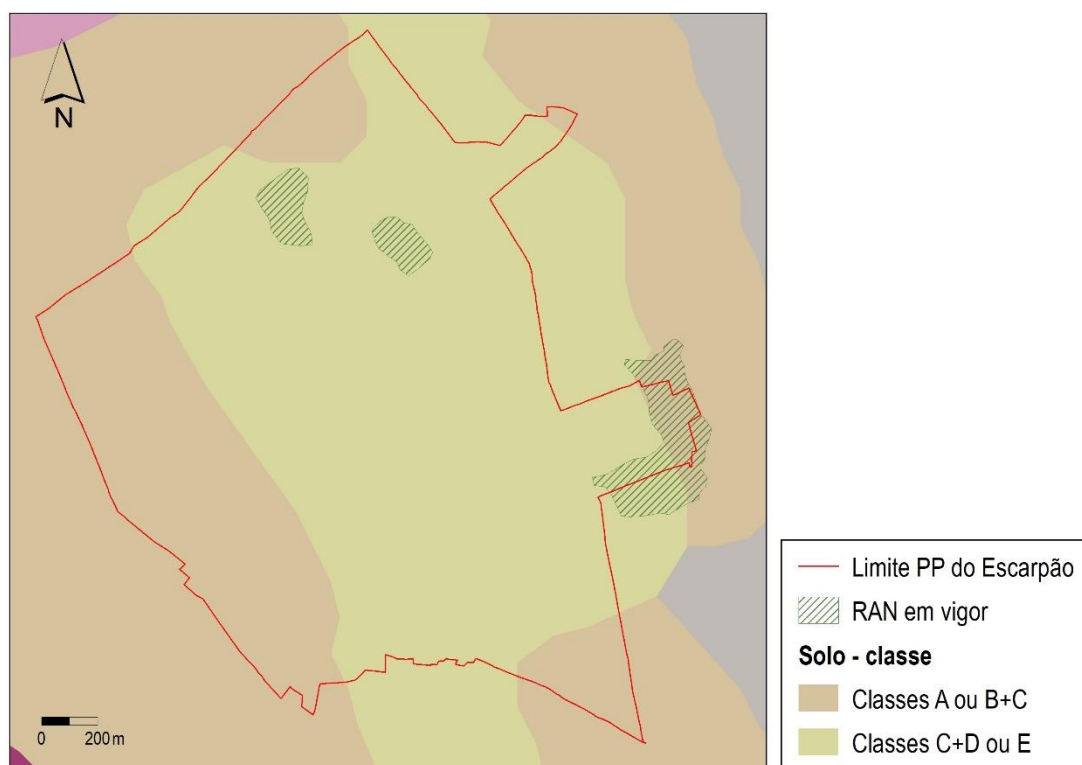 N
0 200 m
Limite PP do Escarpão
RAN em vigor
Solo - classe
Classes A ou B+C
Classes C+D ou E